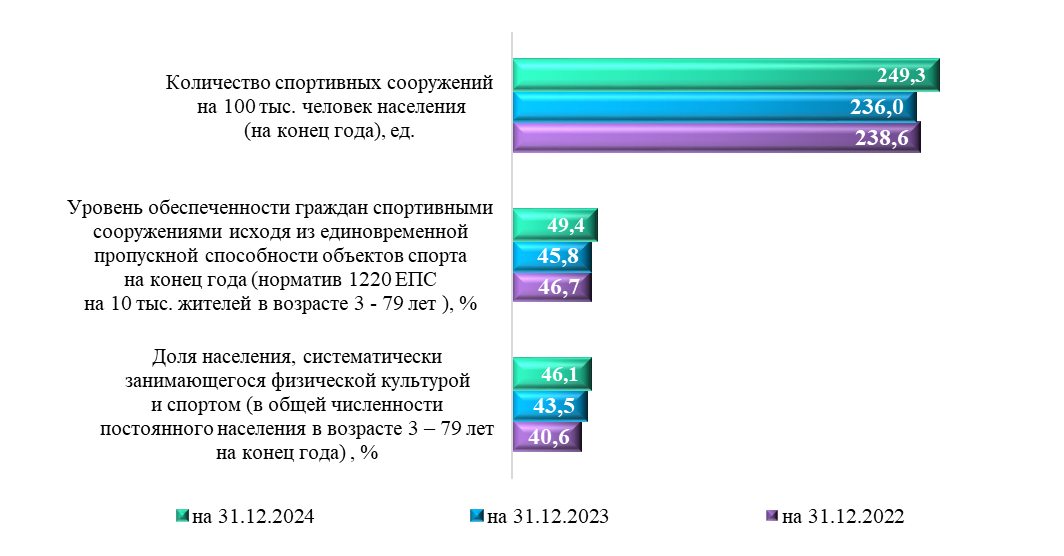 Количество спортивных сооружений
на 100 тыс. человек населения
(на конец года), ед.
249,3
236,0
238,6
Уровень обеспеченности граждан спортивными
сооружениями исходя из единовременной
пропускной способности объектов спорта
на конец года (норматив 1220 ЕПС
на 10 тыс. жителей в возрасте 3 - 79 лет ), %
49,4
45,8
46,7
Доля населения, систематически
занимающегося физической культурой
и спортом (в общей численности
постоянного населения в возрасте 3 – 79 лет
на конец года) , %
46,1
43,5
40,6
на 31.12.2024
на 31.12.2023
на 31.12.2022